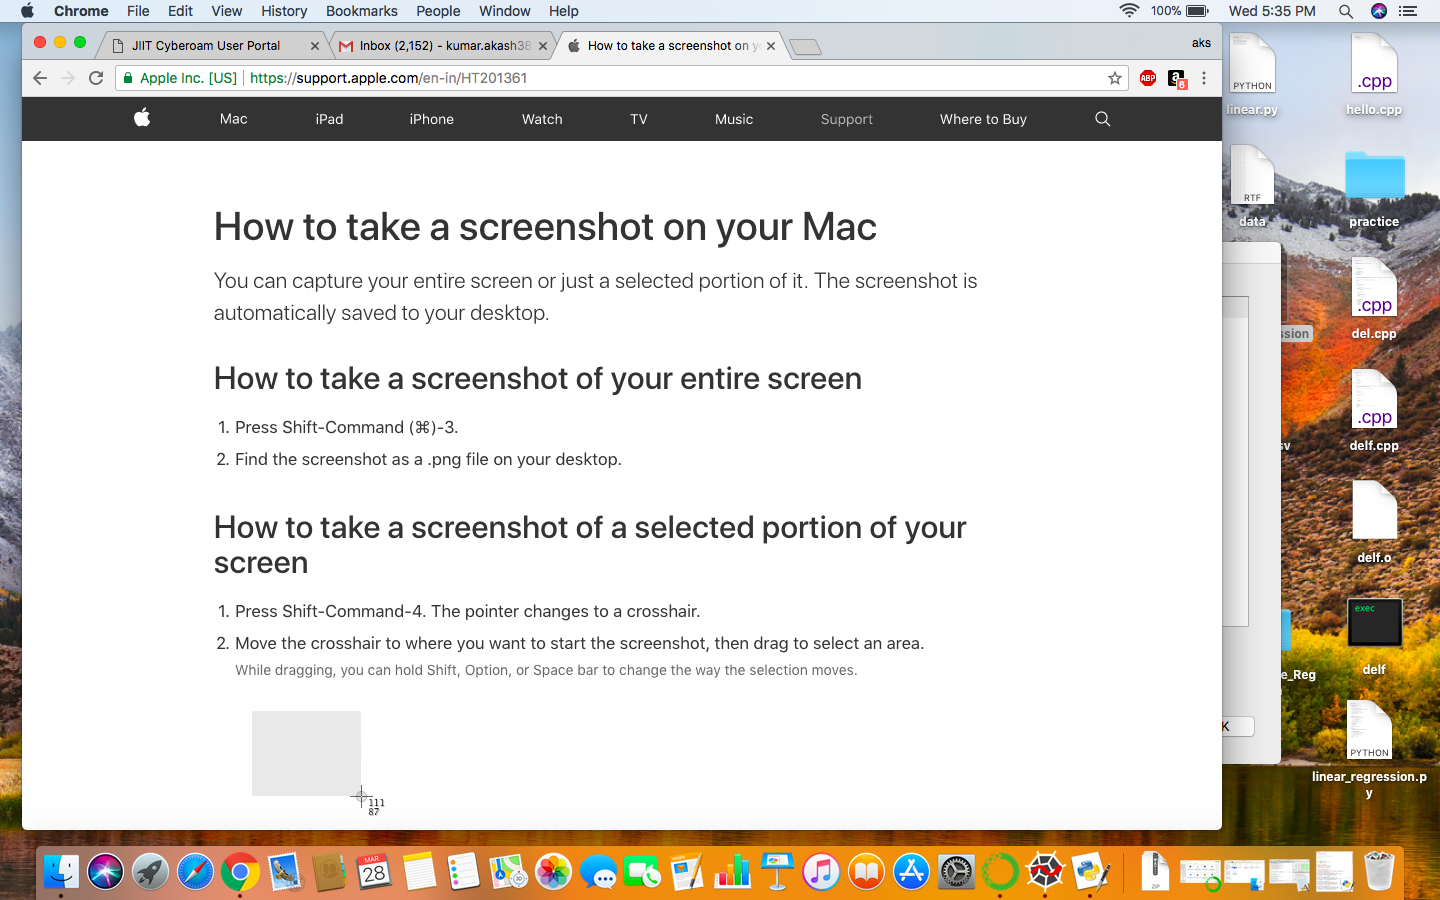 Chrome File Edit View History Bookmarks People Window Help 100% Wed 5:35 PM
JIIT Cyberoam User Portal Inbox (2,152) - kumar.akash38 How to take a screenshot on y aks
Apple Inc. [US] https://support.apple.com/en-in/HT201361 ABP a 6
Mac iPad iPhone Watch TV Music Support Where to Buy
How to take a screenshot on your Mac
You can capture your entire screen or just a selected portion of it. The screenshot is
automatically saved to your desktop.
How to take a screenshot of your entire screen
1. Press Shift-Command (⌘)-3.
2. Find the screenshot as a .png file on your desktop.
How to take a screenshot of a selected portion of your
screen
1. Press Shift-Command-4. The pointer changes to a crosshair.
2. Move the crosshair to where you want to start the screenshot, then drag to select an area.
While dragging, you can hold Shift, Option, or Space bar to change the way the selection moves.
111
87
PYTHON
linear.py
.cpp
hello.cpp
RTF
data
practice
.cpp
ssion
del.cpp
.cpp
sv
delf.cpp
delf.o
exec
e_Reg
delf
K
PYTHON
linear_regression.p
y
MAR
28
ZIP